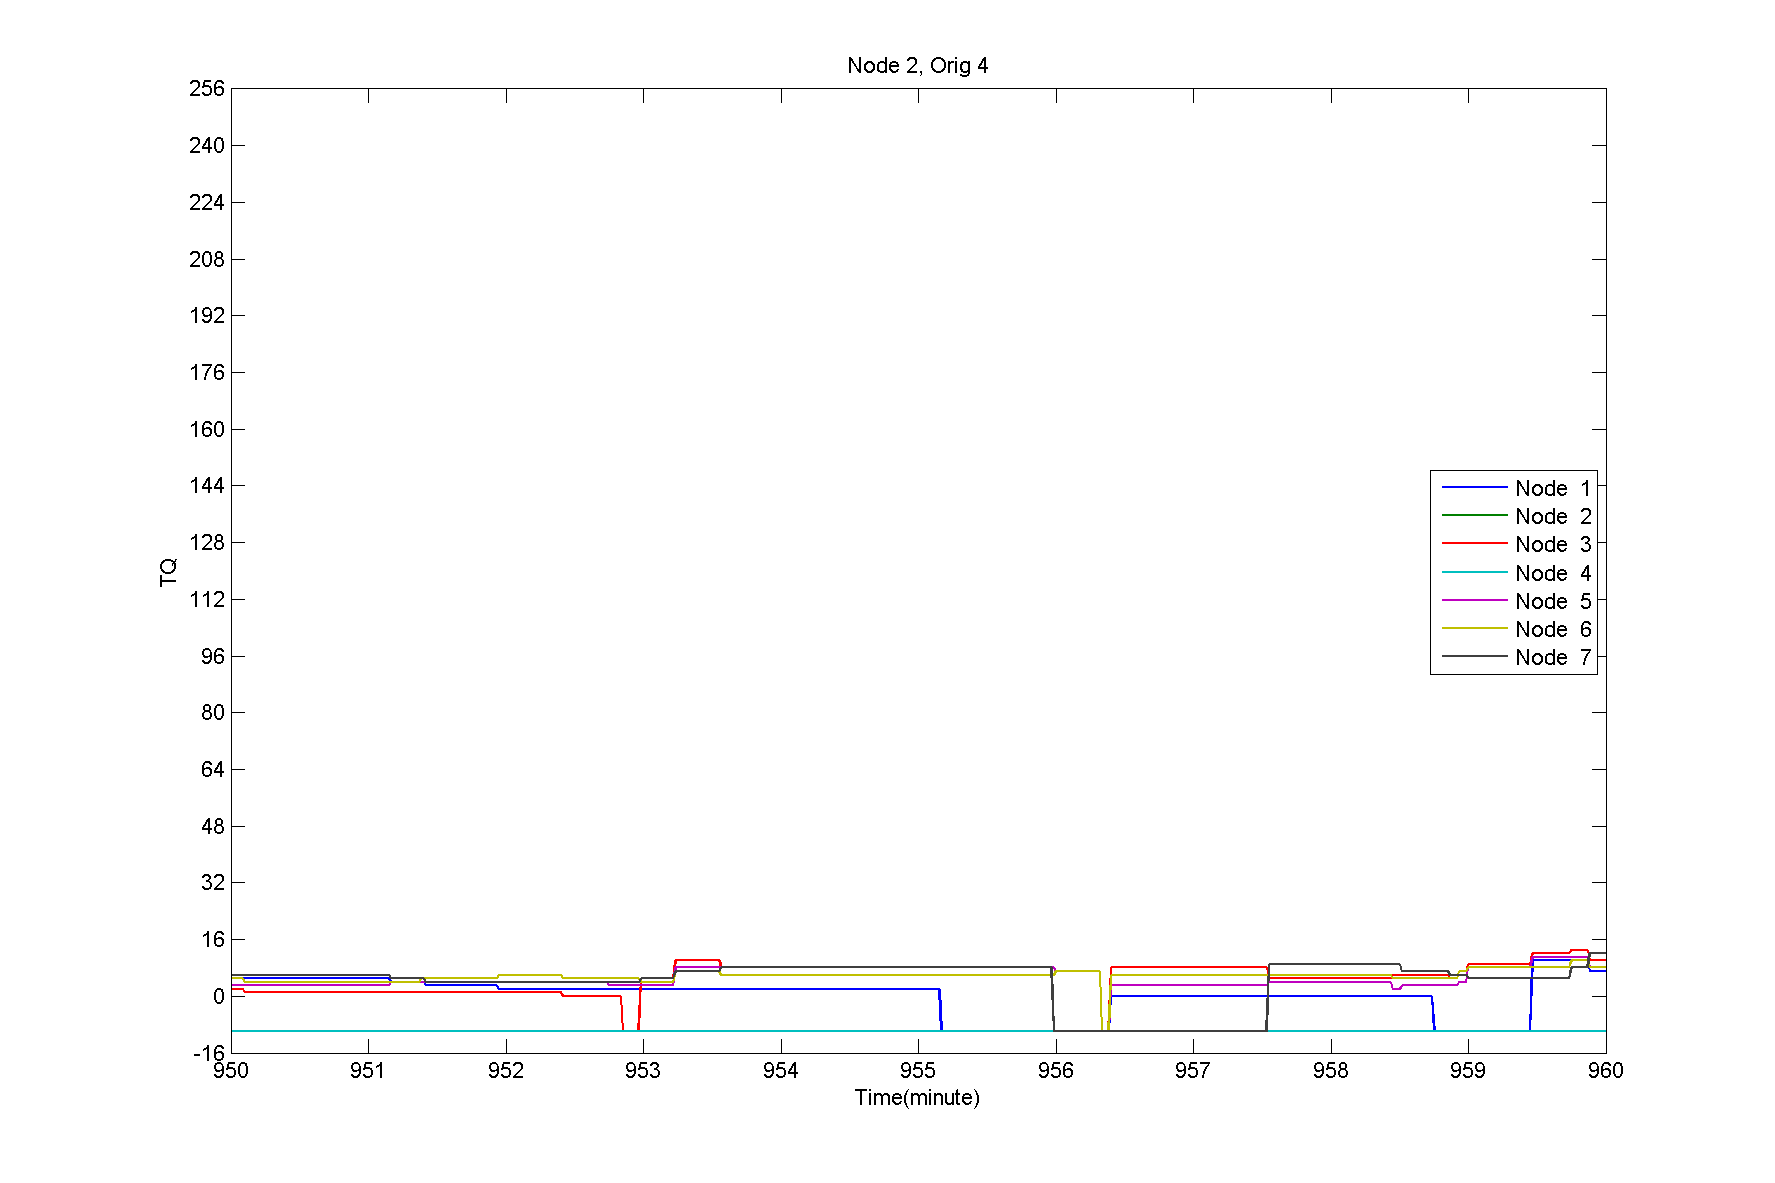 Node 2, Orig 4
256
240
224
208
192
176
160
144
128
112
96
80
64
48
32
16
0
-16
TQ
Node 1
Node 2
Node 3
Node 4
Node 5
Node 6
Node 7
950 951 952 953 954 955 956 957 958 959 960
Time(minute)